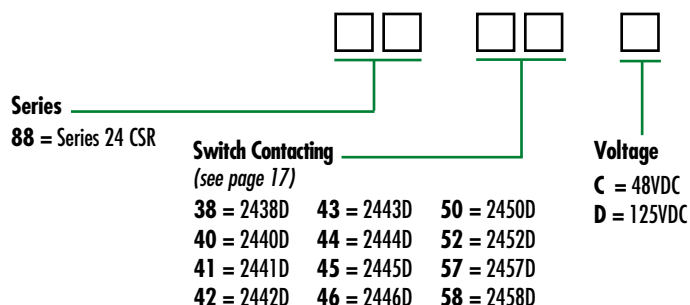 Series
88 = Series 24 CSR
Switch Contacting
(see page 17)
38 = 2438D 43 = 2443D 50 = 2450D
40 = 2440D 44 = 2444D 52 = 2452D
41 = 2441D 45 = 2445D 57 = 2457D
42 = 2442D 46 = 2446D 58 = 2458D
Voltage
C = 48VDC
D = 125VDC